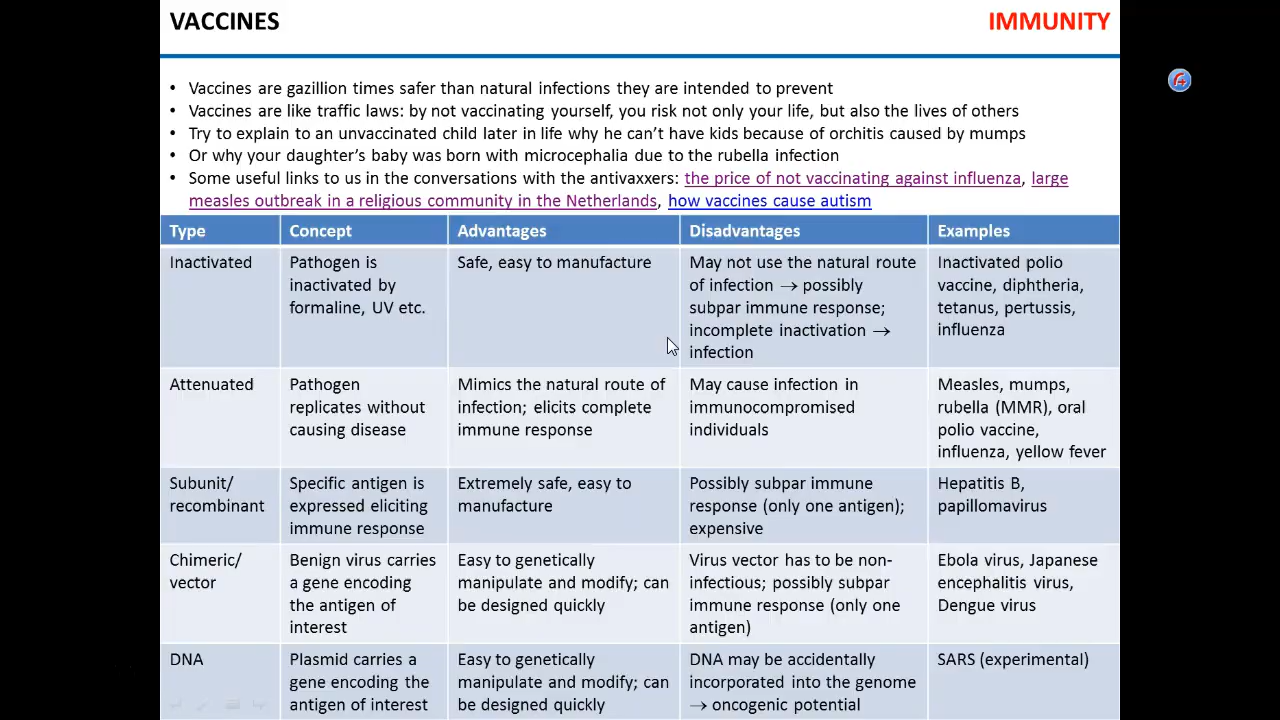 VACCINES
IMMUNITY
• Vaccines are gazillion times safer than natural infections they are intended to prevent
• Vaccines are like traffic laws: by not vaccinating yourself, you risk not only your life, but also the lives of others
• Try to explain to an unvaccinated child later in life why he can't have kids because of orchitis caused by mumps
• Or why your daughter's baby was born with microcephalia due to the rubella infection
• Some useful links to us in the conversations with the antivaxxers: the price of not vaccinating against influenza, large
measles outbreak in a religious community in the Netherlands, how vaccines cause autism
Type
Concept
Advantages
Disadvantages
Examples
Inactivated
Pathogen is
inactivated by
formaline, UV etc.
Safe, easy to manufacture
May not use the natural route
of infection → possibly
subpar immune response;
incomplete inactivation →
infection
Inactivated polio
vaccine, diphtheria,
tetanus, pertussis,
influenza
Attenuated
Pathogen
replicates without
causing disease
Mimics the natural route of
infection; elicits complete
immune response
May cause infection in
immunocompromised
individuals
Measles, mumps,
rubella (MMR), oral
polio vaccine,
influenza, yellow fever
Subunit/
recombinant
Specific antigen is
expressed eliciting
immune response
Extremely safe, easy to
manufacture
Possibly subpar immune
response (only one antigen);
expensive
Hepatitis B,
papillomavirus
Chimeric/
vector
Benign virus carries
a gene encoding
the antigen of
interest
Easy to genetically
manipulate and modify; can
be designed quickly
Virus vector has to be non-
infectious; possibly subpar
immune response (only one
antigen)
Ebola virus, Japanese
encephalitis virus,
Dengue virus
DNA
Plasmid carries a
gene encoding the
antigen of interest
Easy to genetically
manipulate and modify; can
be designed quickly
DNA may be accidentally
incorporated into the genome
→ oncogenic potential
SARS (experimental)